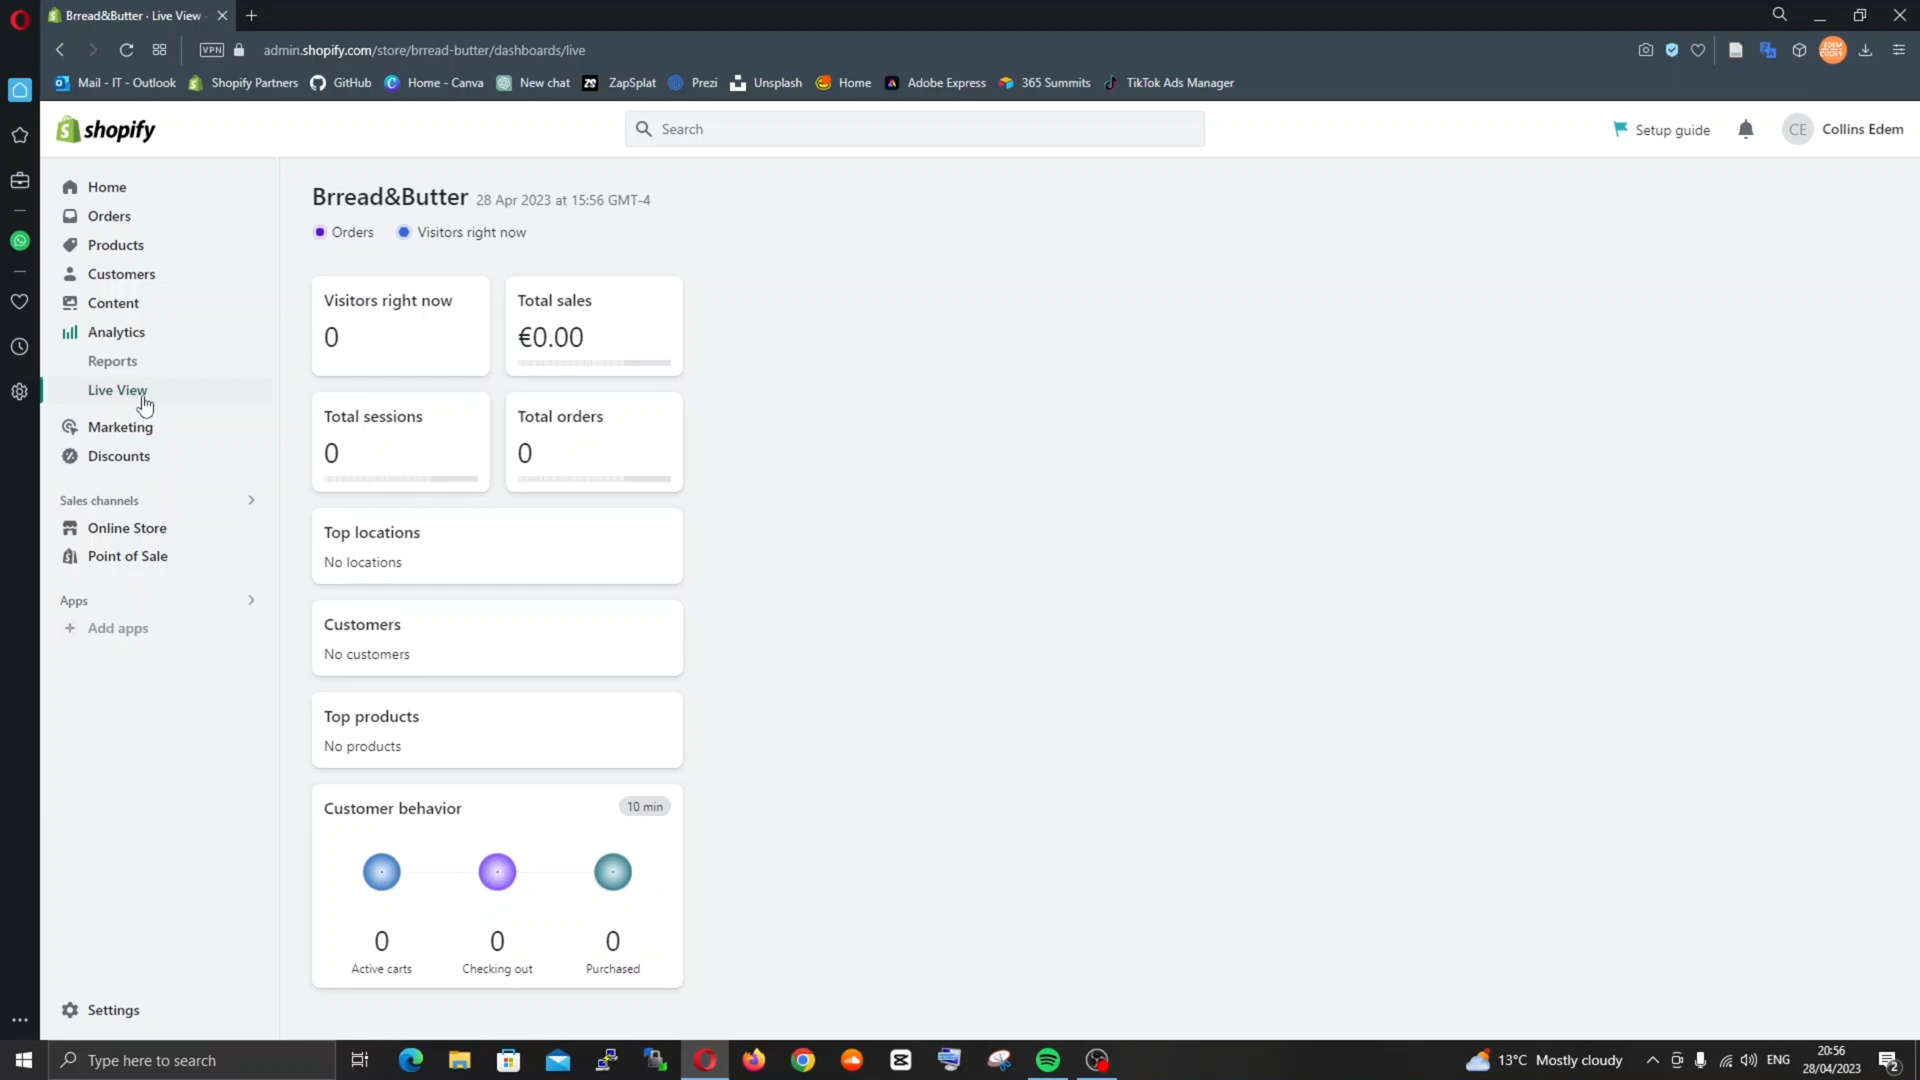 Brread&Butter · Live View
VPN
admin.shopify.com/store/brread-butter/dashboards/live
Mail - IT - Outlook
Shopify Partners
GitHub
Home - Canva
New chat
ZS
ZapSplat
Prezi
Unsplash
Home
Adobe Express
365 Summits
TikTok Ads Manager
shopify
Search
Setup guide
CE
Collins Edem
Home
Orders
Products
Customers
Content
Analytics
Reports
Live View
Marketing
Discounts
Sales channels
Online Store
Point of Sale
Apps
+ Add apps
Settings
Brread&Butter 28 Apr 2023 at 15:56 GMT-4
Orders
Visitors right now
Visitors right now
0
Total sales
€0.00
Total sessions
0
Total orders
0
Top locations
No locations
Customers
No customers
Top products
No products
Customer behavior
10 min
0
0
0
Active carts
Checking out
Purchased
Type here to search
13°C Mostly cloudy
ENG
20:56
28/04/2023
2